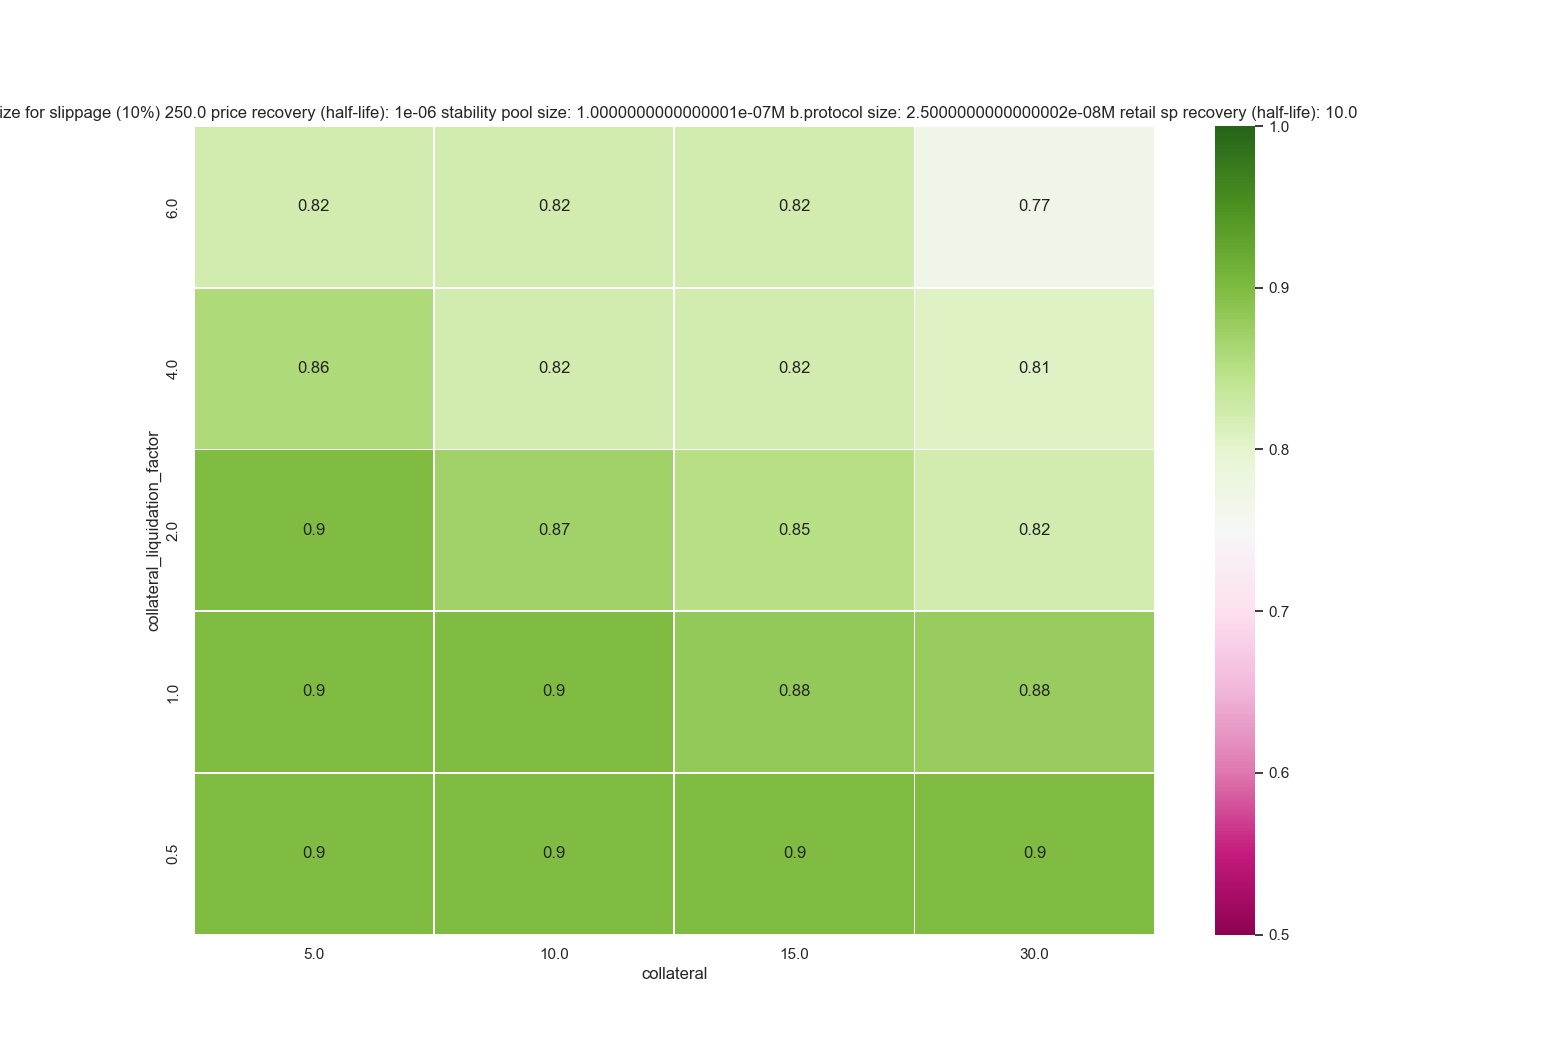 for slippage (10%) 250.0 price recovery (half-life): 1e-06 stability pool size: 1.0000000000000001e-07M b.protocol size: 2.5000000000000002e-08M retail sp recovery (half-life): 10.0
1.0
6.0 0.82 0.82 0.82 0.77
0.9
4.0 0.86 0.82 0.82 0.81
0.8
collateral_liquidation_factor
2.0 0.9 0.87 0.85 0.82
0.7
1.0 0.9 0.9 0.88 0.88
0.6
0.5 0.9 0.9 0.9 0.9
0.5
5.0 10.0 15.0 30.0
collateral